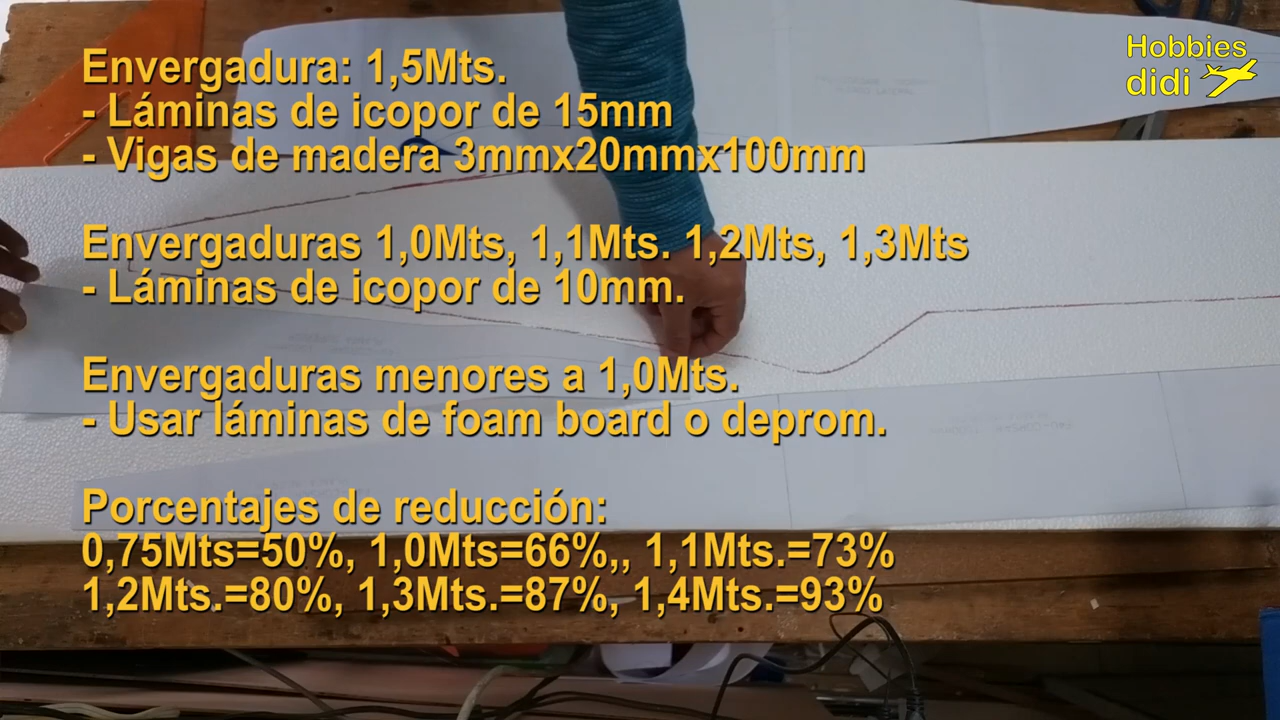 Hobbies
didi
Envergadura: 1,5Mts.
- Láminas de icopor de 15mm
- Vigas de madera 3mmx20mmx100mm
Envergaduras 1,0Mts, 1,1Mts. 1,2Mts, 1,3Mts
- Láminas de icopor de 10mm.
Envergaduras menores a 1,0Mts.
- Usar láminas de foam board o deprom.
Porcentajes de reducción:
0,75Mts=50%, 1,0Mts=66%,, 1,1Mts.=73%
1,2Mts.=80%, 1,3Mts.=87%, 1,4Mts.=93%